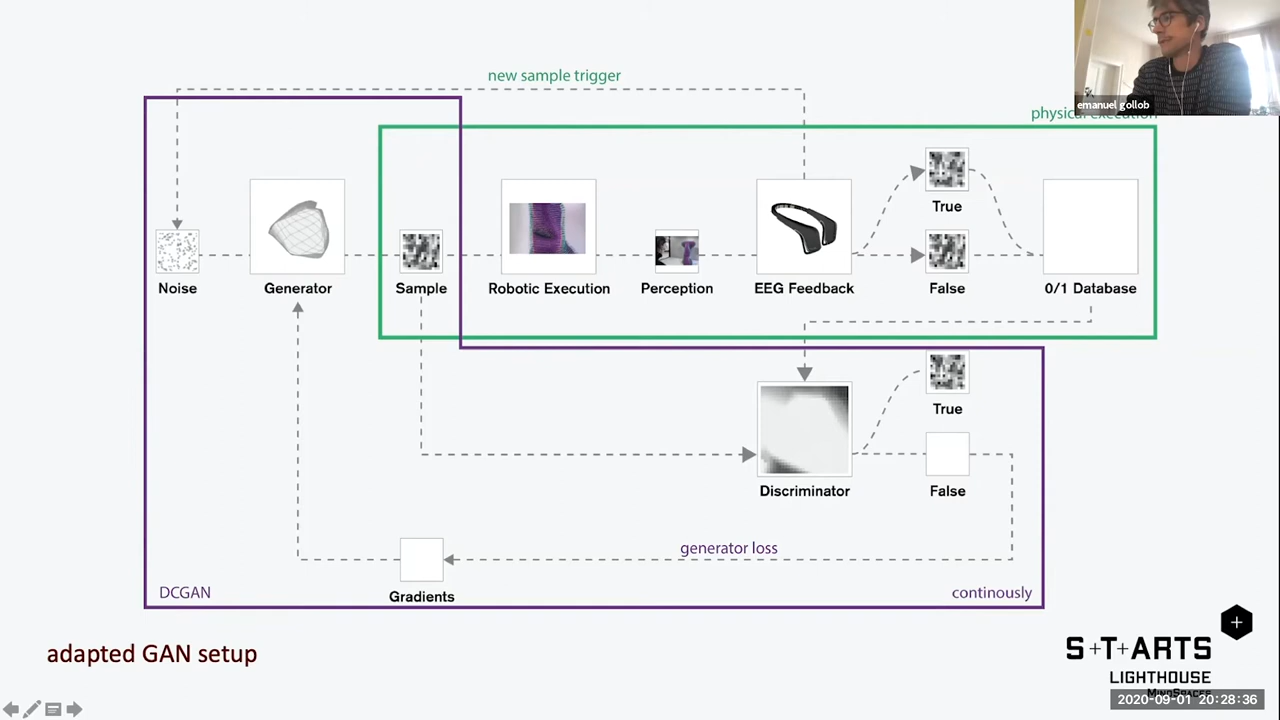 new sample trigger
emanuel gollob
physical execution
True
Noise
Generator
Sample
Robotic Execution
Perception
EEG Feedback
False
0/1 Database
True
Discriminator
False
generator loss
Gradients
DCGAN
continously
adapted GAN setup
S+T+ARTS
LIGHTHOUSE
MindSpaces
2020-09-01 20:28:36